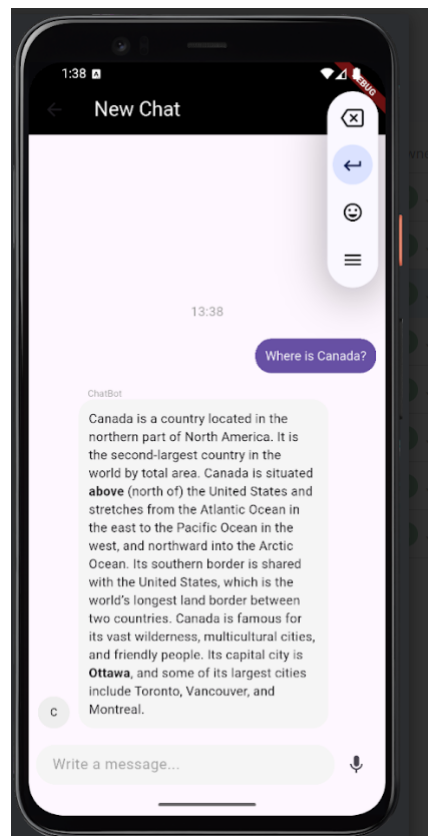 1:38 A
DEBUG
New Chat
13:38
Where is Canada?
ChatBot
Canada is a country located in the
northern part of North America. It is
the second-largest country in the
world by total area. Canada is situated
above (north of) the United States and
stretches from the Atlantic Ocean in
the east to the Pacific Ocean in the
west, and northward into the Arctic
Ocean. Its southern border is shared
with the United States, which is the
world's longest land border between
two countries. Canada is famous for
its vast wilderness, multicultural cities,
and friendly people. Its capital city is
Ottawa, and some of its largest cities
include Toronto, Vancouver, and
Montreal.
C
Write a message...